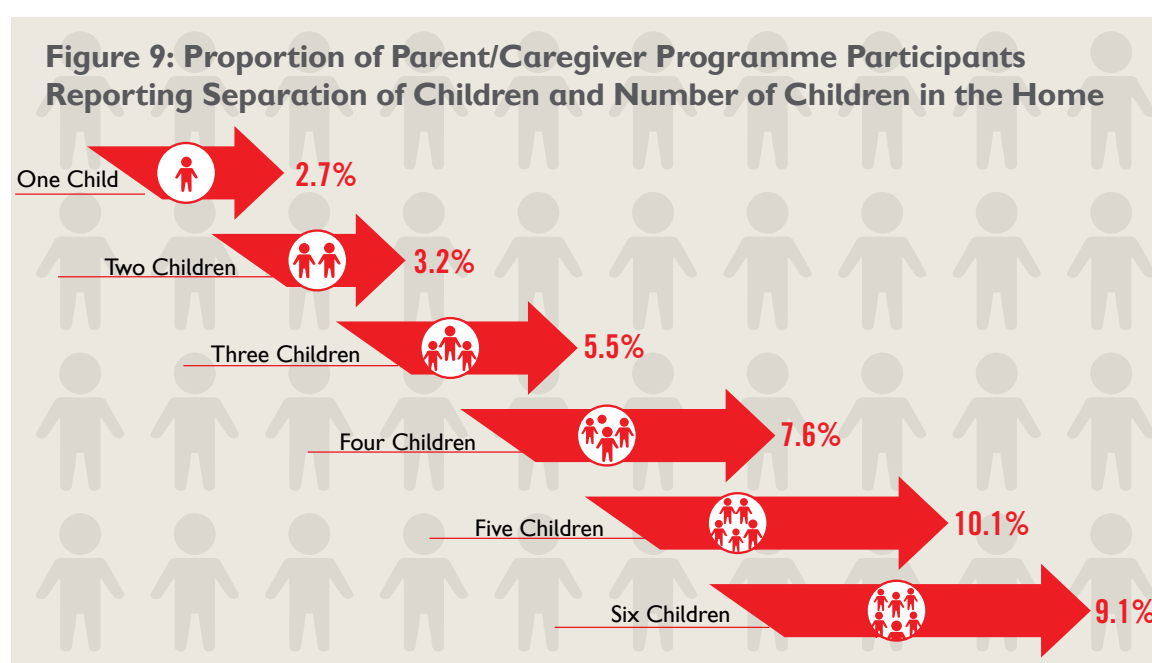 Figure 9: Proportion of Parent/Caregiver Programme Participants
Reporting Separation of Children and Number of Children in the Home
One Child
2.7%
Two Children
3.2%
Three Children
5.5%
Four Children
7.6%
Five Children
10.1%
Six Children
9.1%